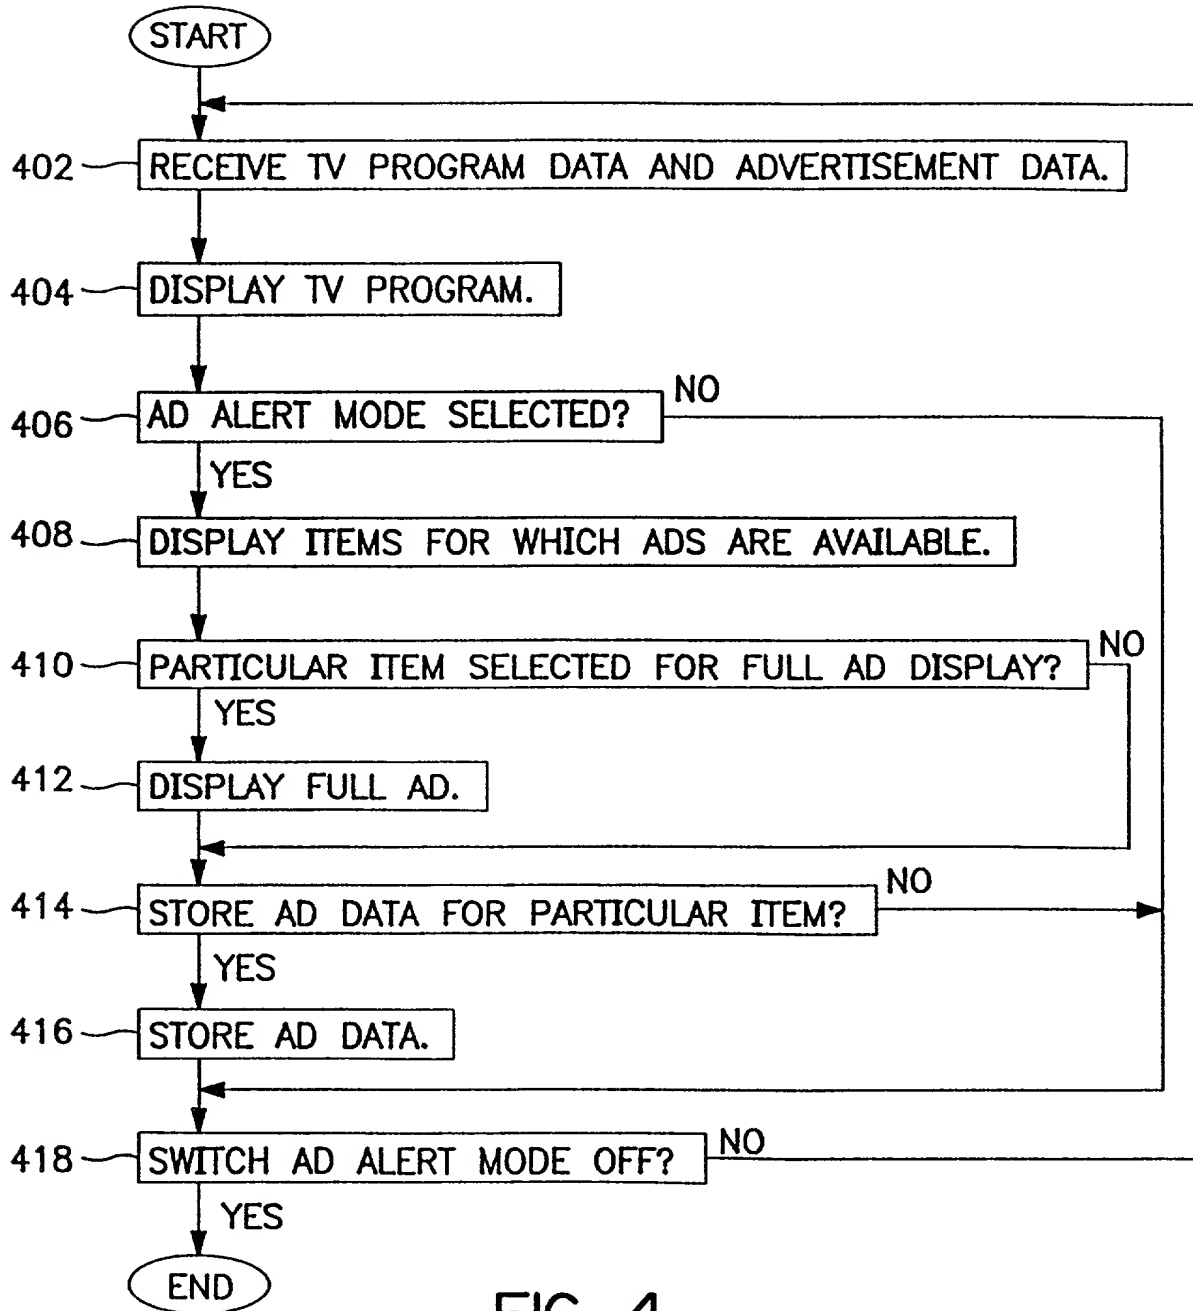 START
402 RECEIVE TV PROGRAM DATA AND ADVERTISEMENT DATA.
404 DISPLAY TV PROGRAM.
NO
406 AD ALERT MODE SELECTED?
YES
408 DISPLAY ITEMS FOR WHICH ADS ARE AVAILABLE.
NO
410 PARTICULAR ITEM SELECTED FOR FULL AD DISPLAY?
YES
412 DISPLAY FULL AD.
NO
414 STORE AD DATA FOR PARTICULAR ITEM?
YES
416 STORE AD DATA.
NO
418 SWITCH AD ALERT MODE OFF?
YES
END
FIG. 4